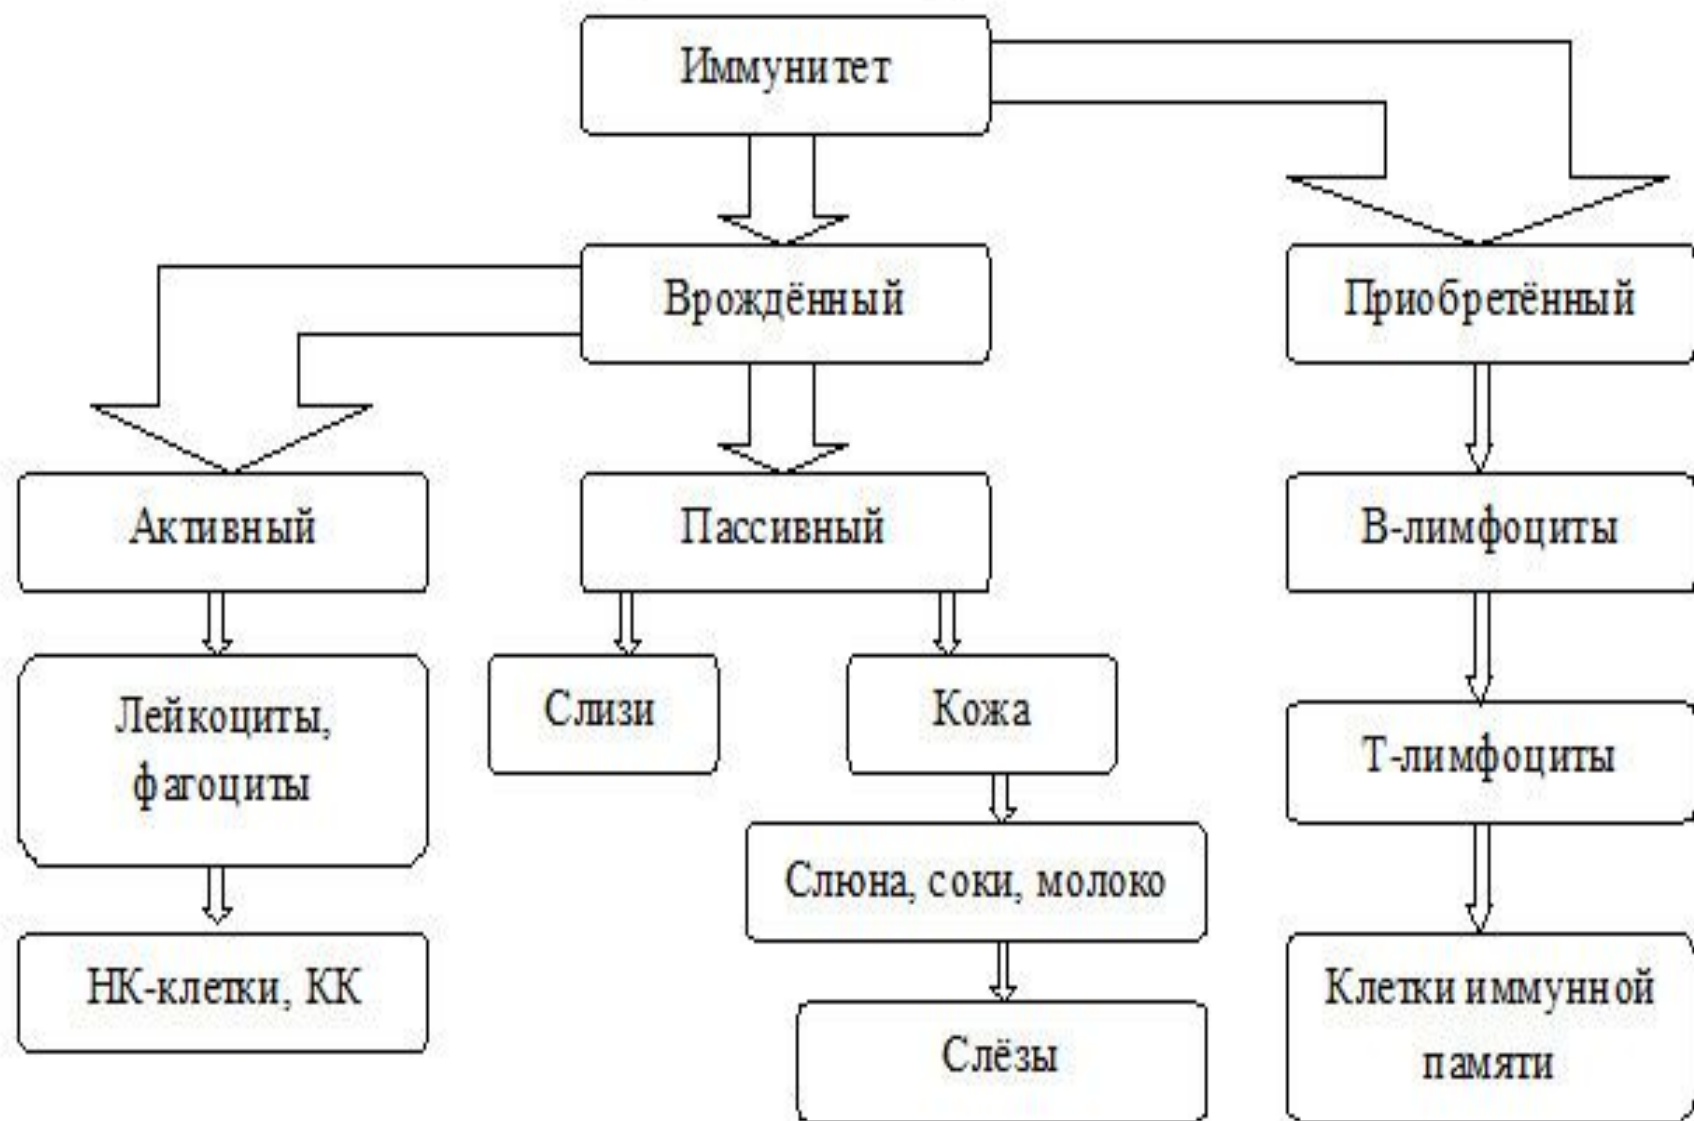 Иммунитет
Врождённый
Приобретённый
Активный
Пассивный
В-лимфоциты
Лейкоциты,
фагоциты
Слизи
Кожа
Т-лимфоциты
Слюна, соки, молоко
НК-клетки, КК
Слёзы
Клетки иммунной
памяти